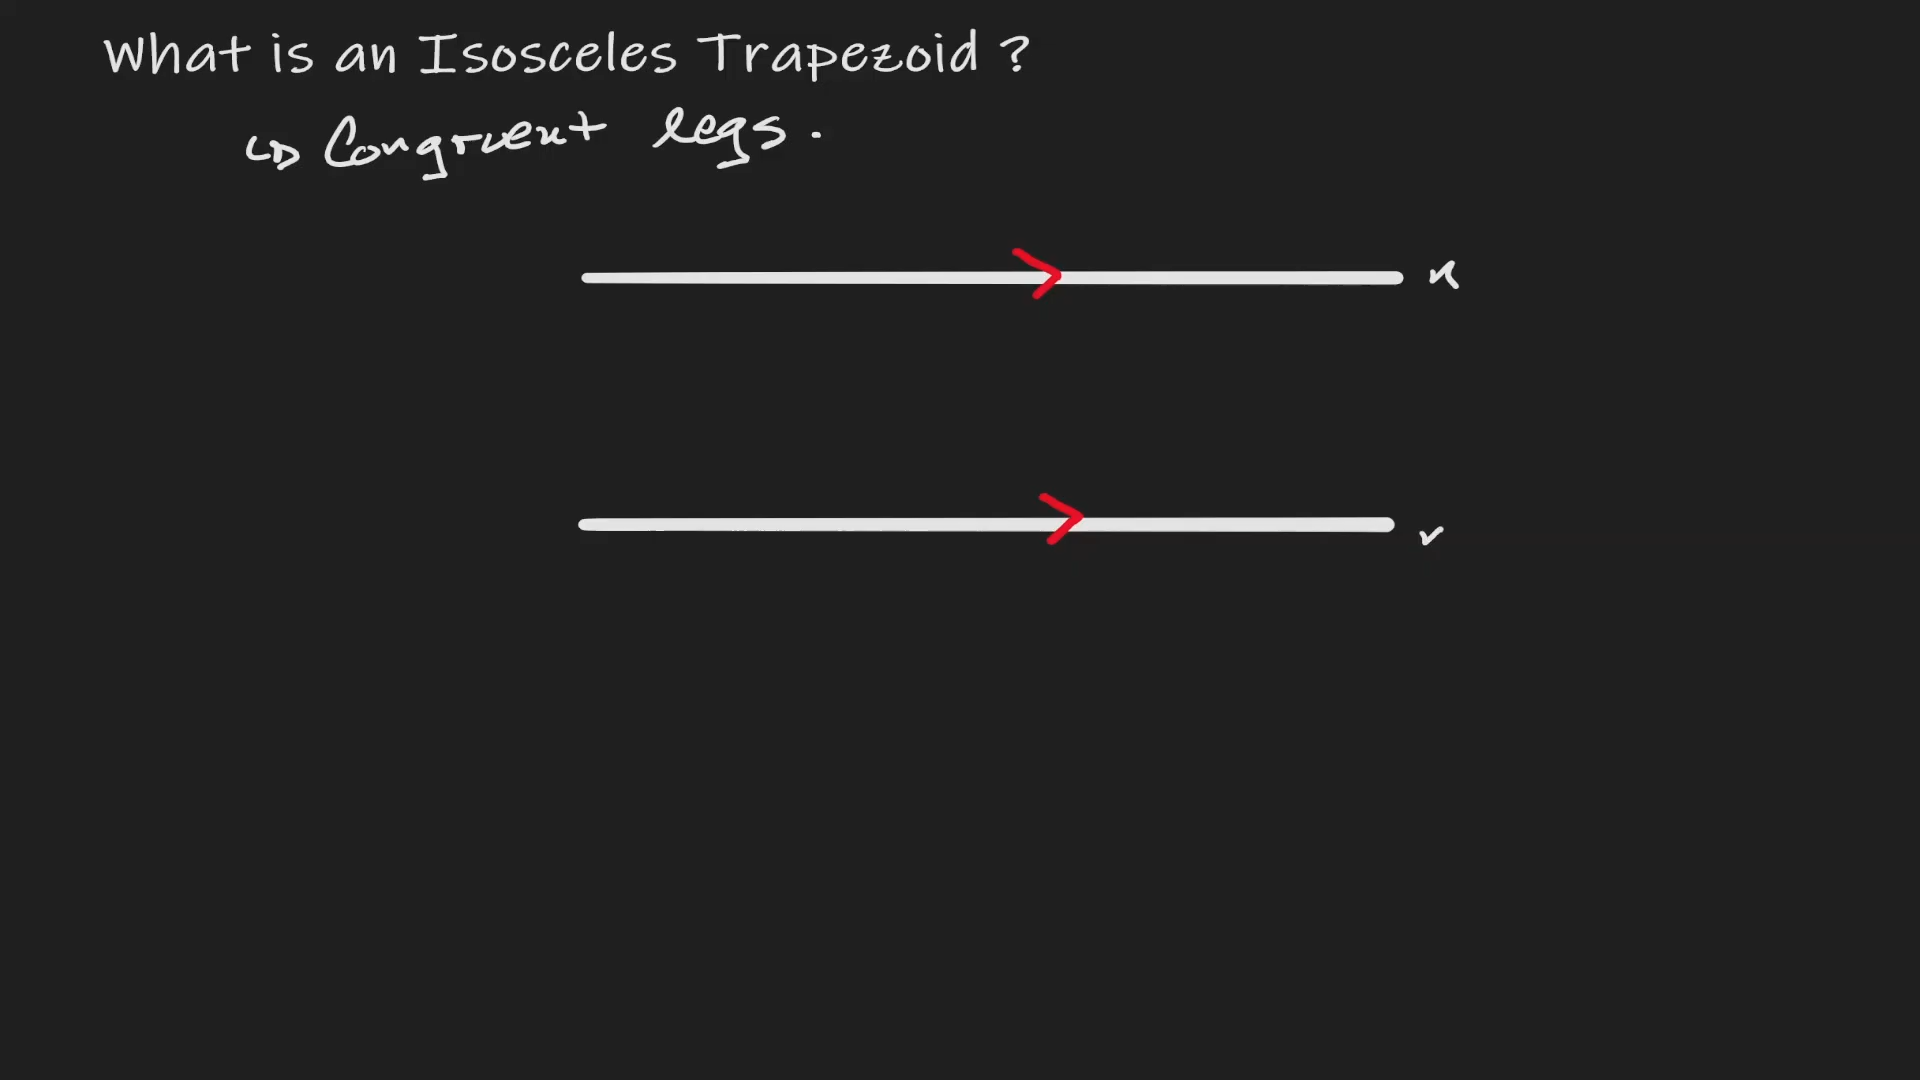 What is an Isosceles Trapezoid ?
↳ Congruent legs.
x